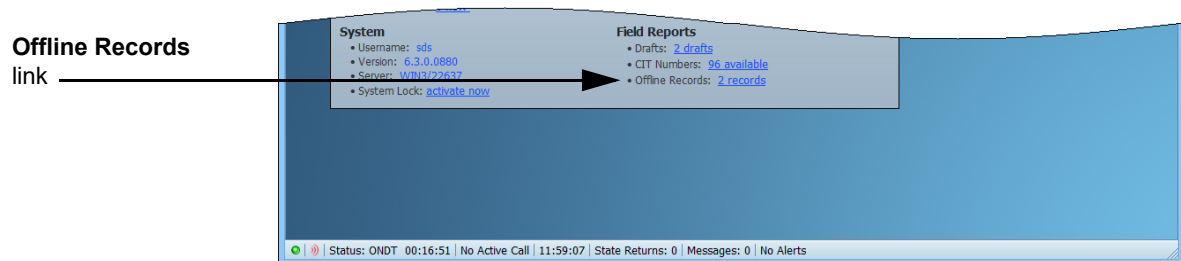 Offline Records
link
System
• Username: sds
• Version: 6.3.0.0880
• Server: WIN3/22637
• System Lock: activate now
Field Reports
• Drafts: 2 drafts
• CIT Numbers: 96 available
• Offline Records: 2 records
Status: ONDT 00:16:51 | No Active Call | 11:59:07 | State Returns: 0 | Messages: 0 | No Alerts